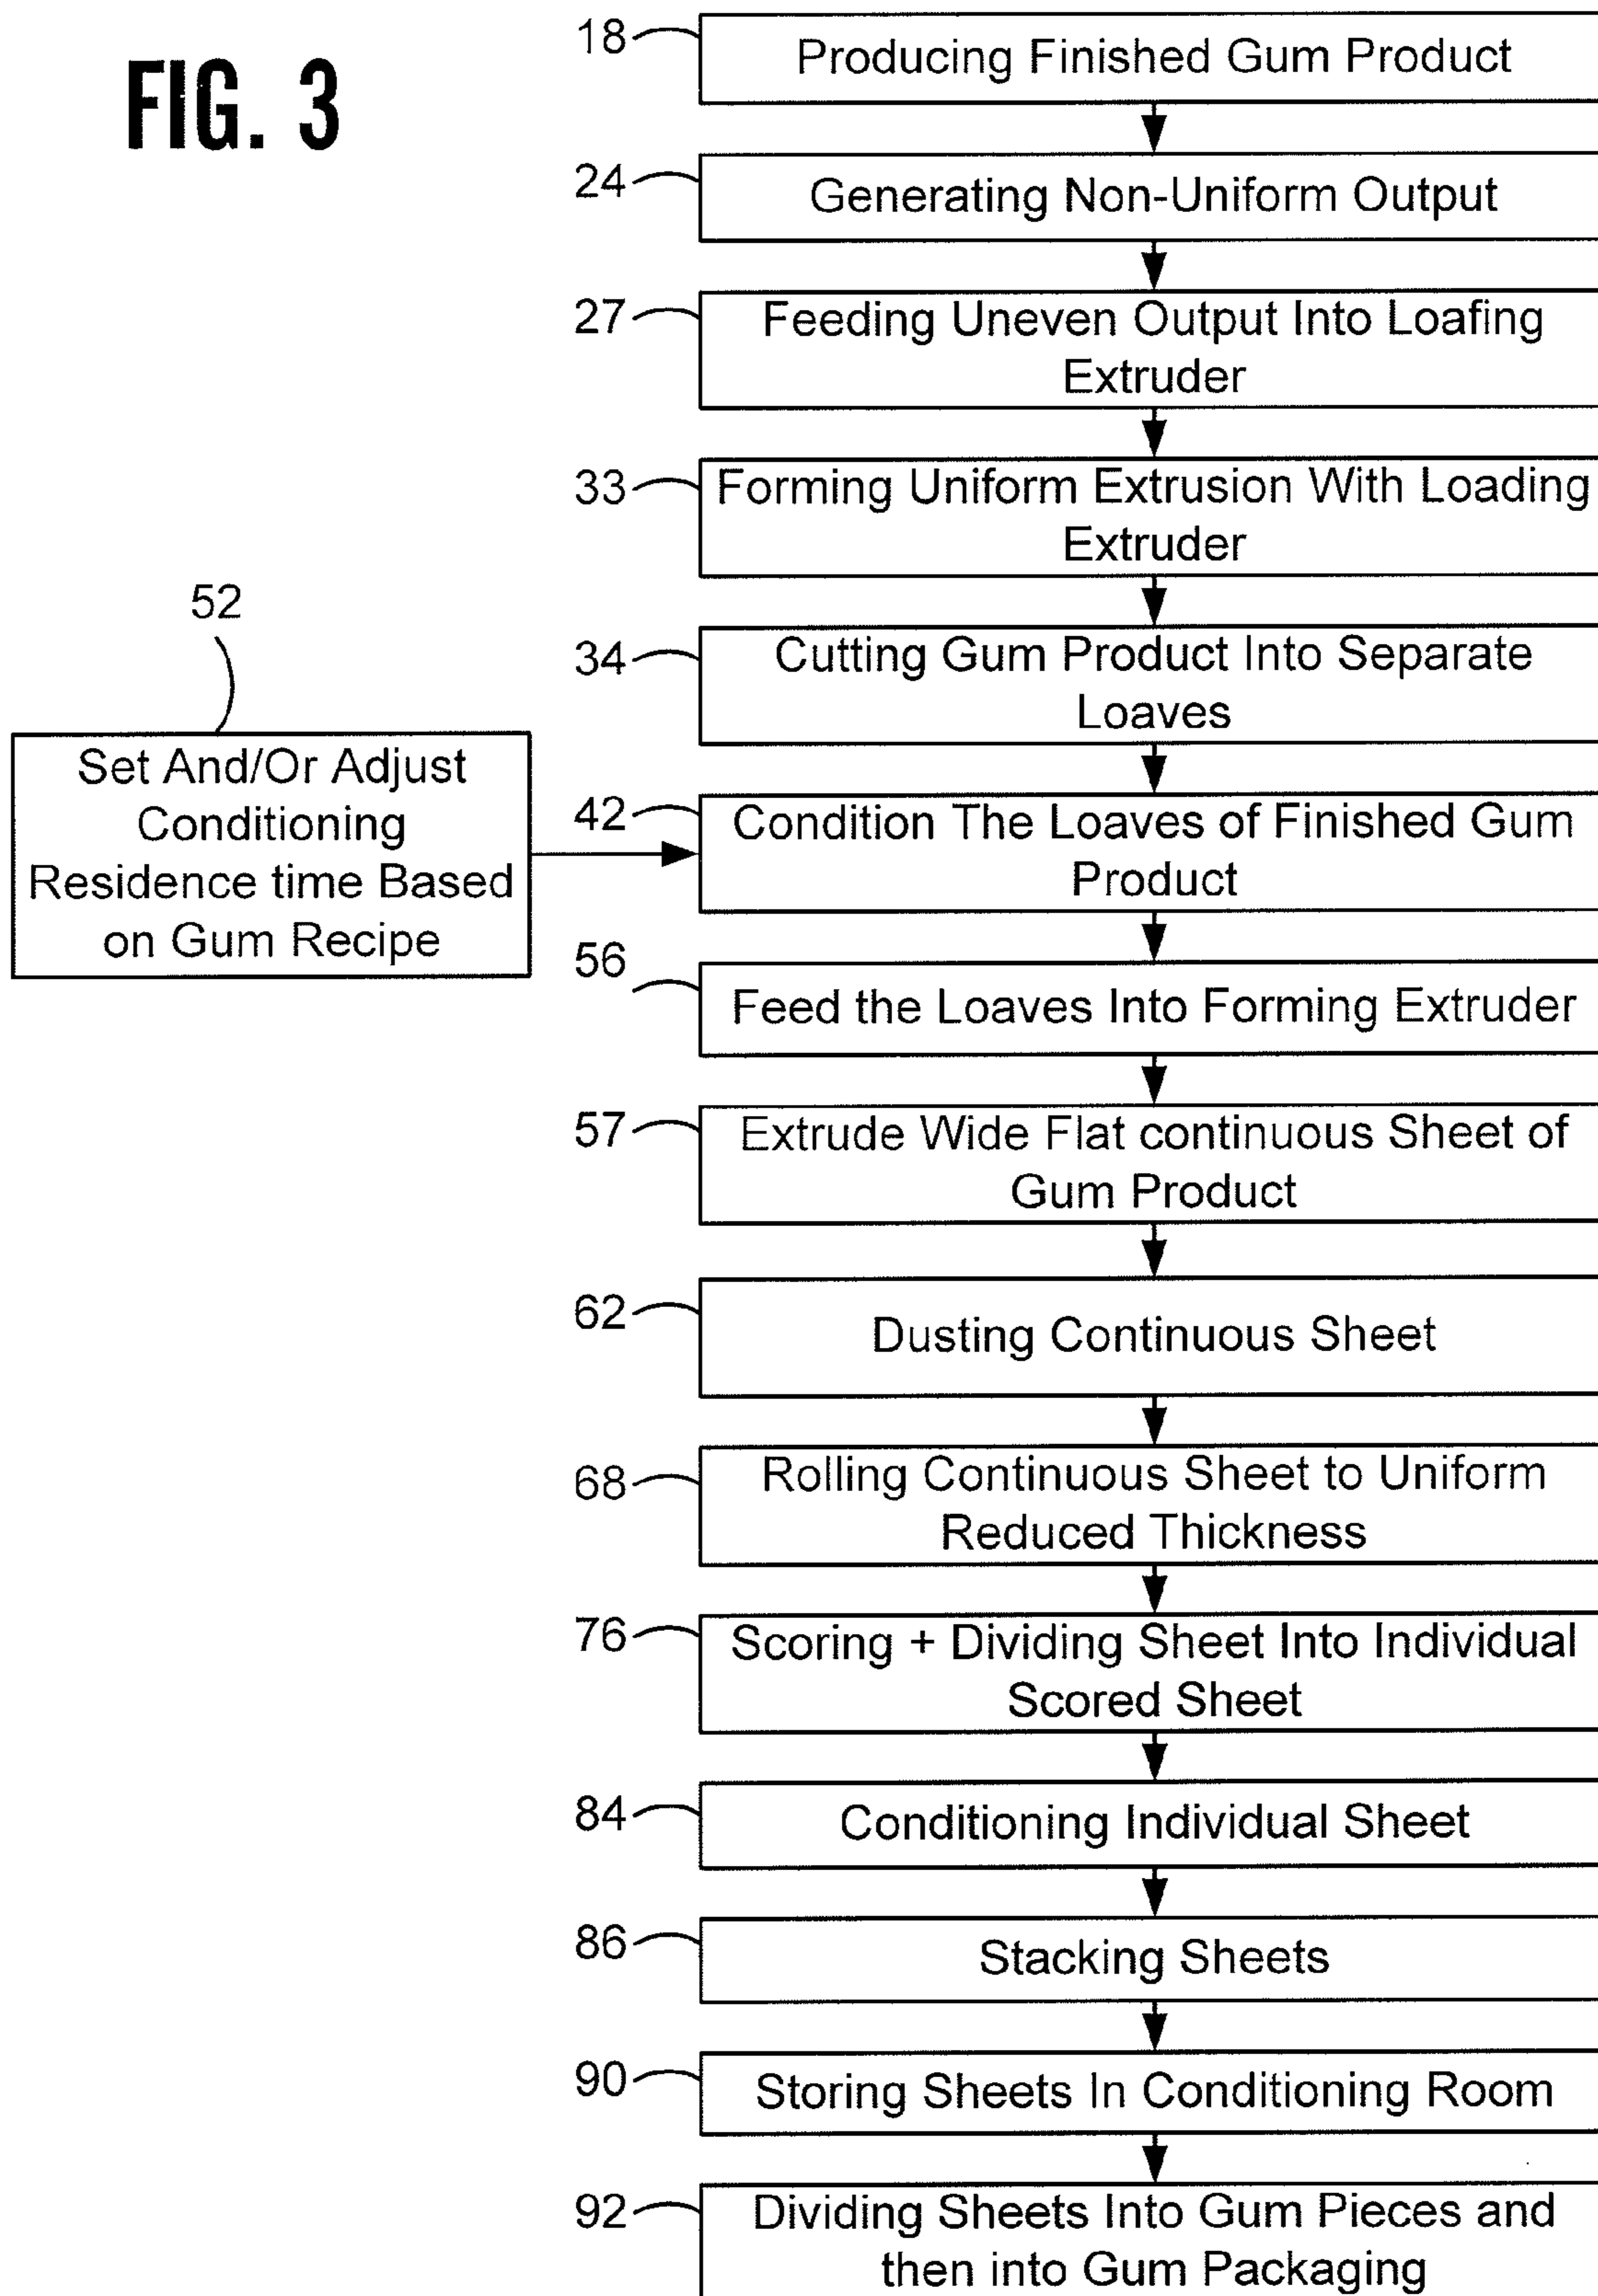 FIG. 3
18
Producing Finished Gum Product
24
Generating Non-Uniform Output
27
Feeding Uneven Output Into Loafing
Extruder
33
Forming Uniform Extrusion With Loading
Extruder
34
Cutting Gum Product Into Separate
Loaves
52
Set And/Or Adjust
Conditioning
Residence time Based
on Gum Recipe
42
Condition The Loaves of Finished Gum
Product
56
Feed the Loaves Into Forming Extruder
57
Extrude Wide Flat continuous Sheet of
Gum Product
62
Dusting Continuous Sheet
68
Rolling Continuous Sheet to Uniform
Reduced Thickness
76
Scoring + Dividing Sheet Into Individual
Scored Sheet
84
Conditioning Individual Sheet
86
Stacking Sheets
90
Storing Sheets In Conditioning Room
92
Dividing Sheets Into Gum Pieces and
then into Gum Packaging